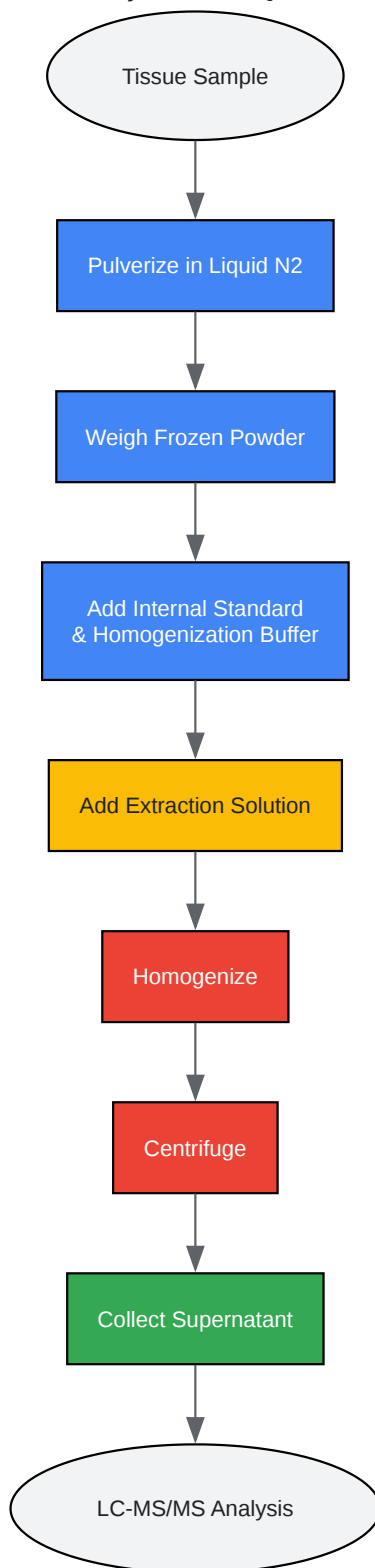 Tissue Sample
Pulverize in Liquid N2
Weigh Frozen Powder
Add Internal Standard
& Homogenization Buffer
Add Extraction Solution
Homogenize
Centrifuge
Collect Supernatant
LC-MS/MS Analysis